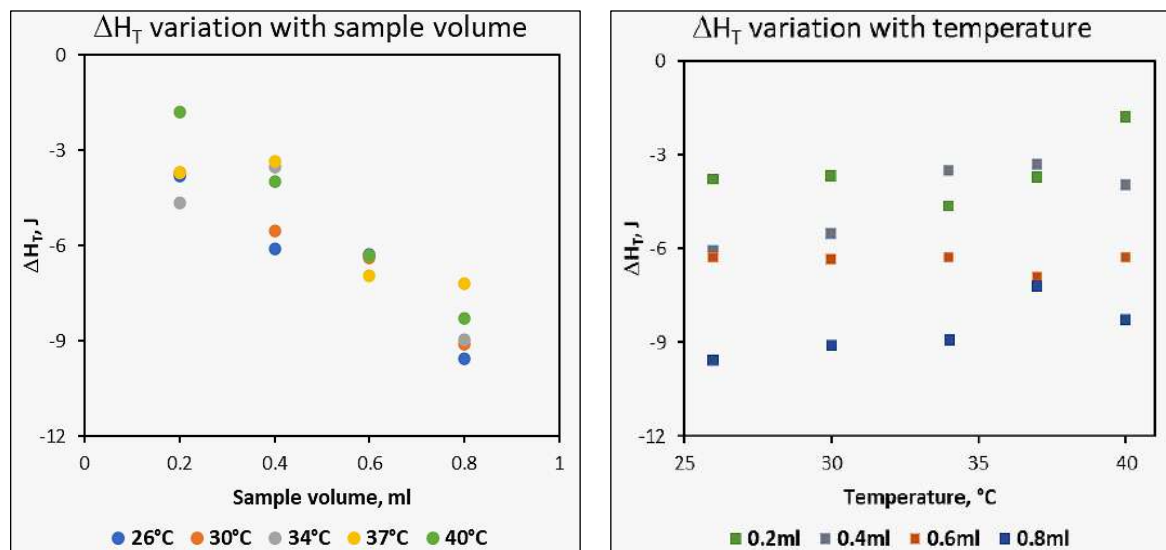 ΔH_T variation with sample volume
0
-3
-6
-9
-12
ΔH_T, J
0 0.2 0.4 0.6 0.8 1
Sample volume, ml
26°C 30°C 34°C 37°C 40°C
ΔH_T variation with temperature
0
-3
-6
-9
-12
ΔH_T, J
25 30 35 40
Temperature, °C
0.2ml 0.4ml 0.6ml 0.8ml